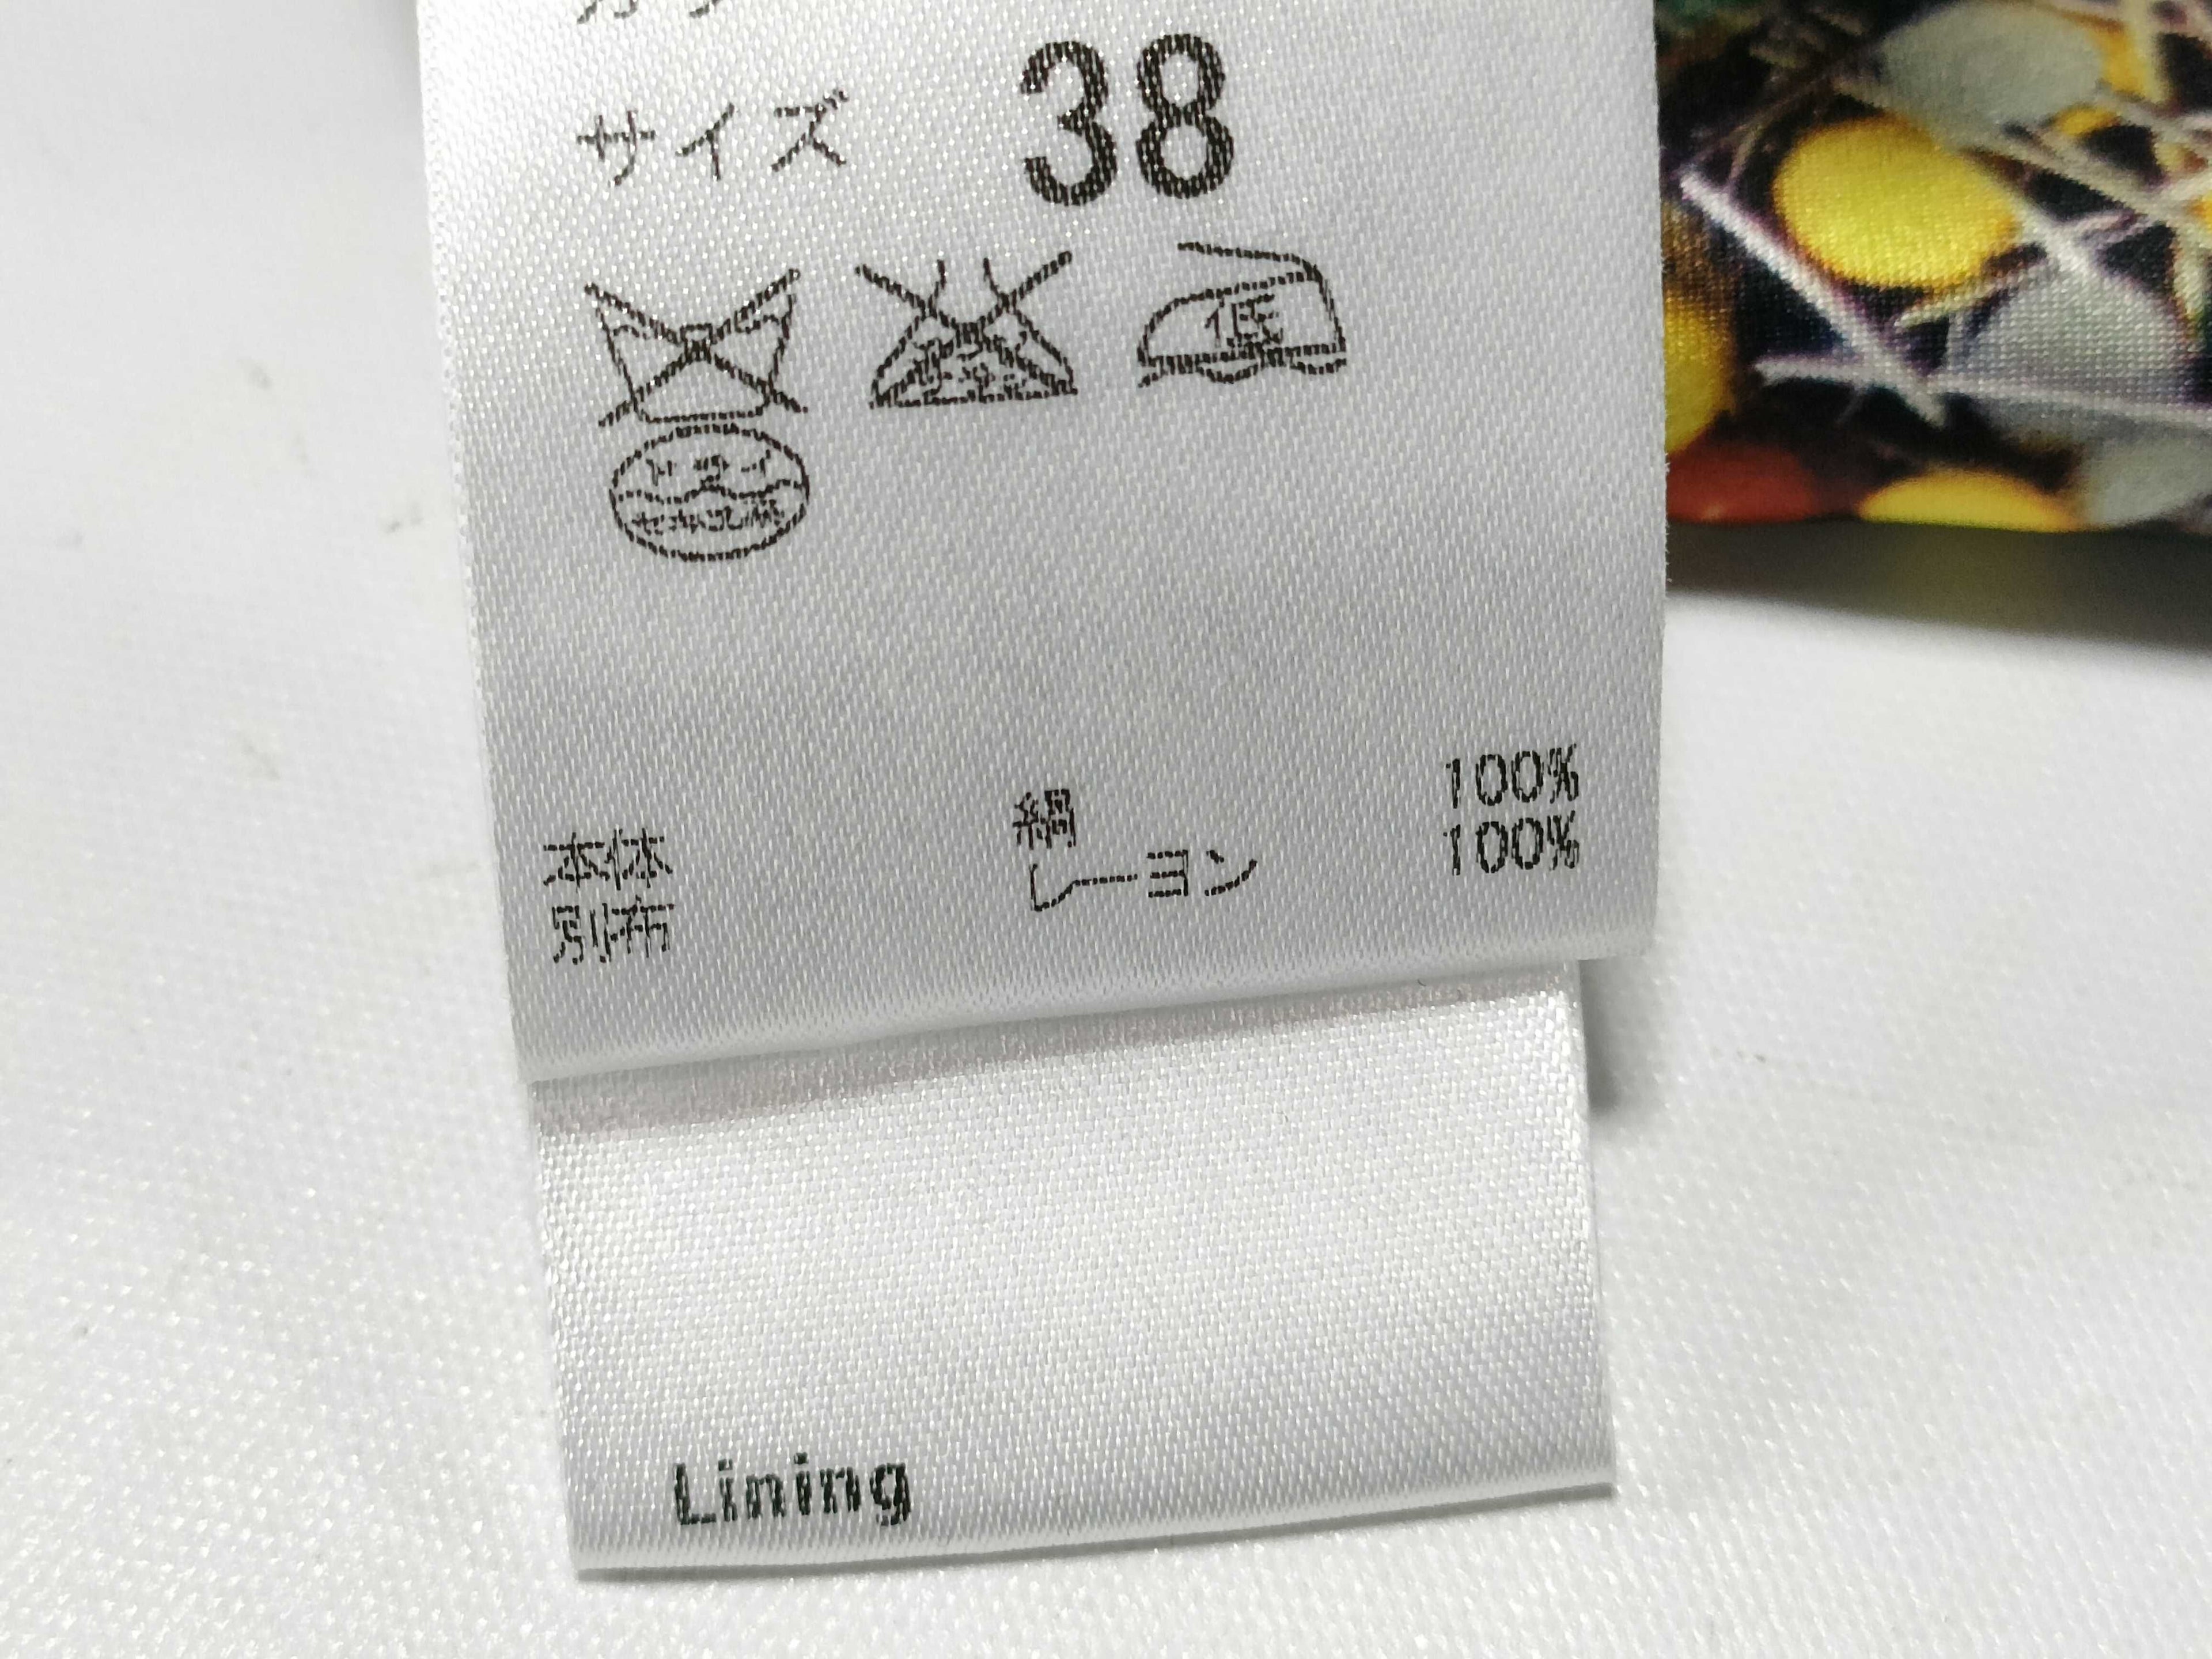 サイズ 38
低
ドライ
セキユ系
本体 絹 100%
別布 レーヨン 100%
Lining